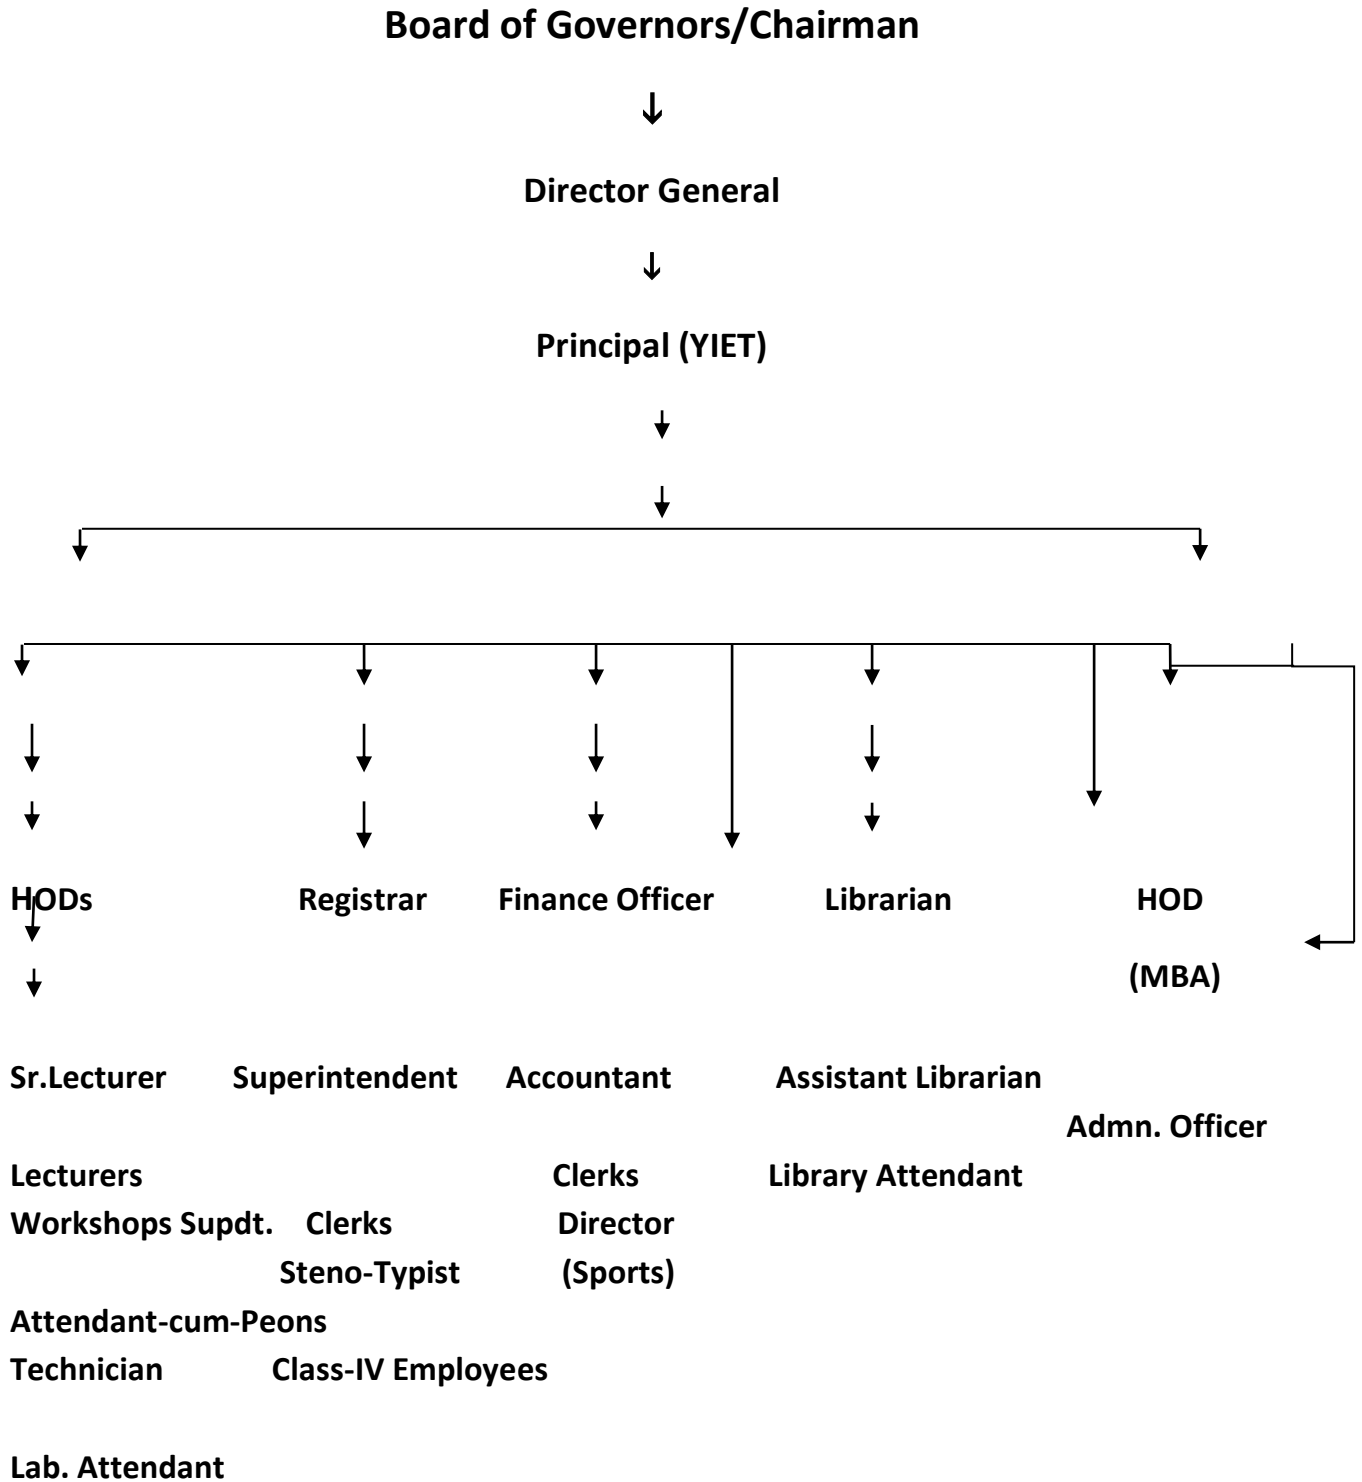 Board of Governors/Chairman
Director General
Principal (YIET)
HODs Registrar Finance Officer Librarian HOD
(MBA)
Sr.Lecturer Superintendent Accountant Assistant Librarian
Admn. Officer
Lecturers Clerks Library Attendant
Workshops Supdt. Clerks Director
Steno-Typist (Sports)
Attendant-cum-Peons
Technician Class-IV Employees
Lab. Attendant